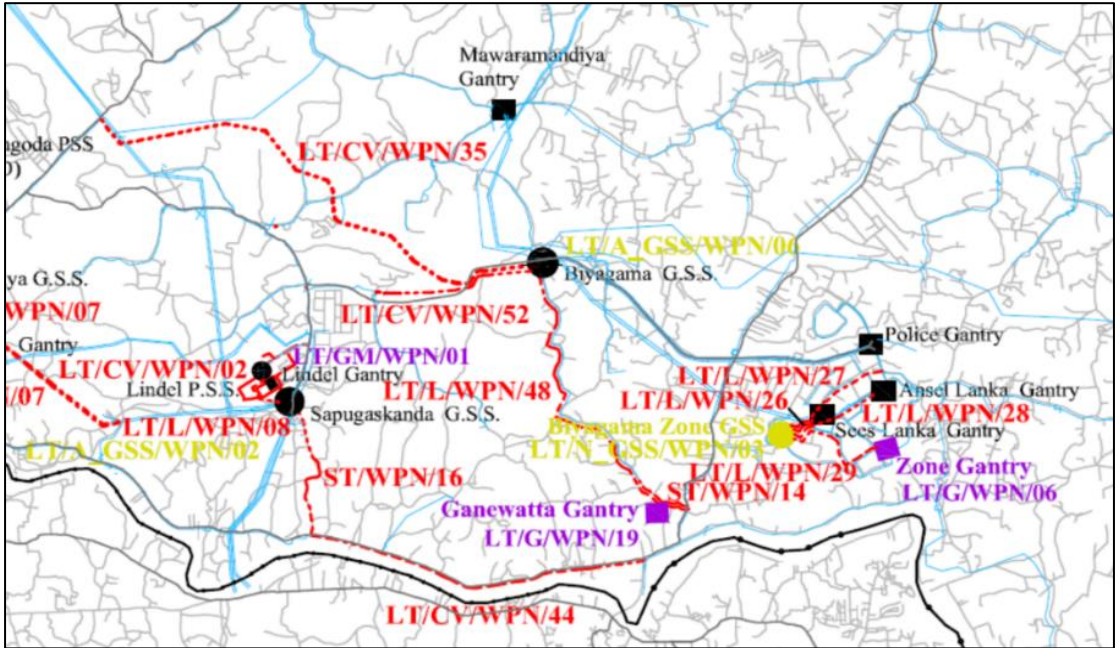 Mawaramandiya
Gantry
ngoda PSS
LT/CV/WPN/35
LT/A_GSS/WPN/06
Biyagama G.S.S.
ya G.S.S.
WPN/07
LT/CV/WPN/52
Gantry
Police Gantry
LT/GM/WPN/01
LT/CV/WPN/02
Lindel Gantry
Lindel P.S.S.
LT/L/WPN/27
LT/L/WPN/48
LT/L/WPN/26
Ansel Lanka Gantry
/07
Sapugaskanda G.S.S.
LT/L/WPN/28
LT/L/WPN/08
Biyagama Zone GSS
Sees Lanka Gantry
LT/A_GSS/WPN/02
LT/N_GSS/WPN/03
ST/WPN/16
LT/L/WPN/29
Zone Gantry
ST/WPN/14
LT/G/WPN/06
Ganewatta Gantry
LT/G/WPN/19
LT/CV/WPN/44